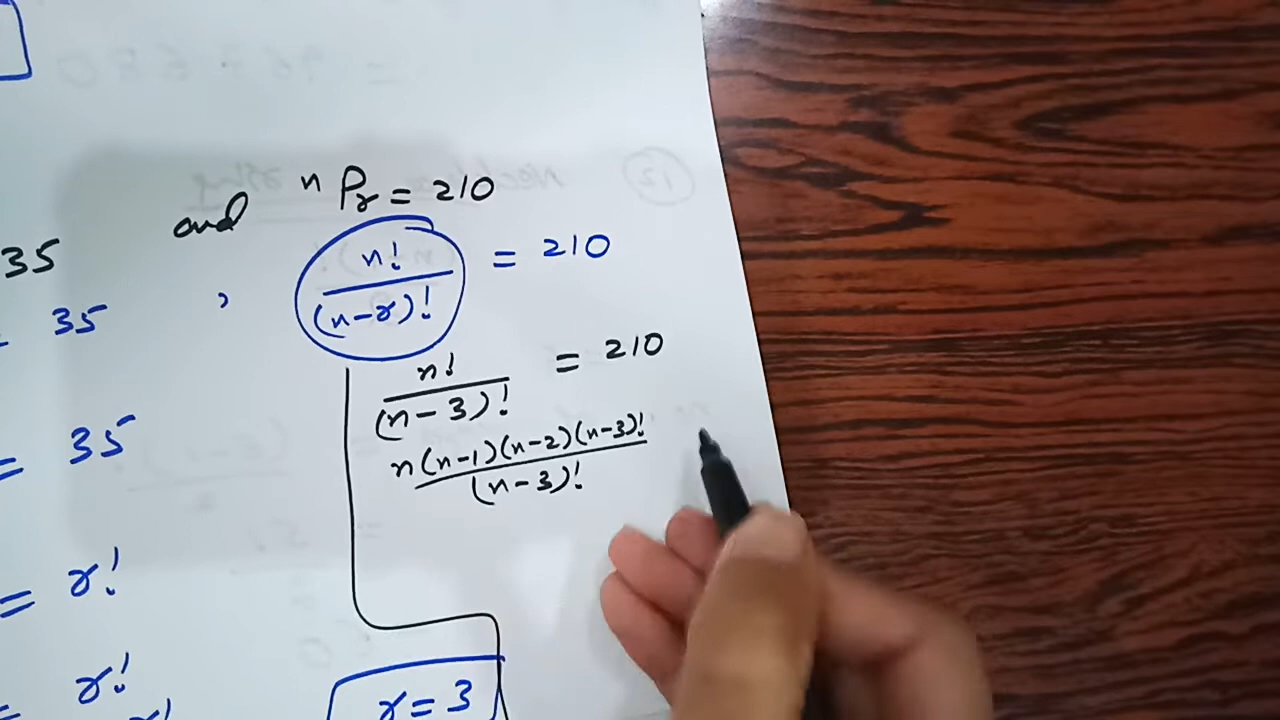 and ⁿPᵣ = 210
35
n!/(n-r)! = 210
, 35
n!/(n-3)! = 210
= 35
n(n-1)(n-2)(n-3)!/(n-3)!
= r!
= r!
r = 3